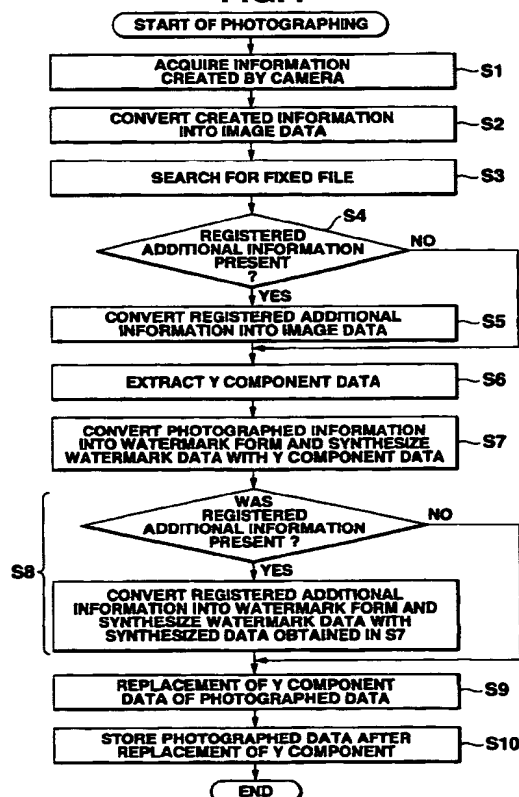 START OF PHOTOGRAPHING
ACQUIRE INFORMATION
CREATED BY CAMERA
S1
CONVERT CREATED INFORMATION
INTO IMAGE DATA
S2
SEARCH FOR FIXED FILE
S3
S4
REGISTERED
ADDITIONAL INFORMATION
PRESENT
?
NO
YES
CONVERT REGISTERED ADDITIONAL
INFORMATION INTO IMAGE DATA
S5
EXTRACT Y COMPONENT DATA
S6
CONVERT PHOTOGRAPHED INFORMATION
INTO WATERMARK FORM AND SYNTHESIZE
WATERMARK DATA WITH Y COMPONENT DATA
S7
WAS
REGISTERED
ADDITIONAL INFORMATION
PRESENT ?
NO
YES
S8
CONVERT REGISTERED ADDITIONAL
INFORMATION INTO WATERMARK FORM AND
SYNTHESIZE WATERMARK DATA WITH
SYNTHESIZED DATA OBTAINED IN S7
REPLACEMENT OF Y COMPONENT
DATA OF PHOTOGRAPHED DATA
S9
STORE PHOTOGRAPHED DATA AFTER
REPLACEMENT OF Y COMPONENT
S10
END